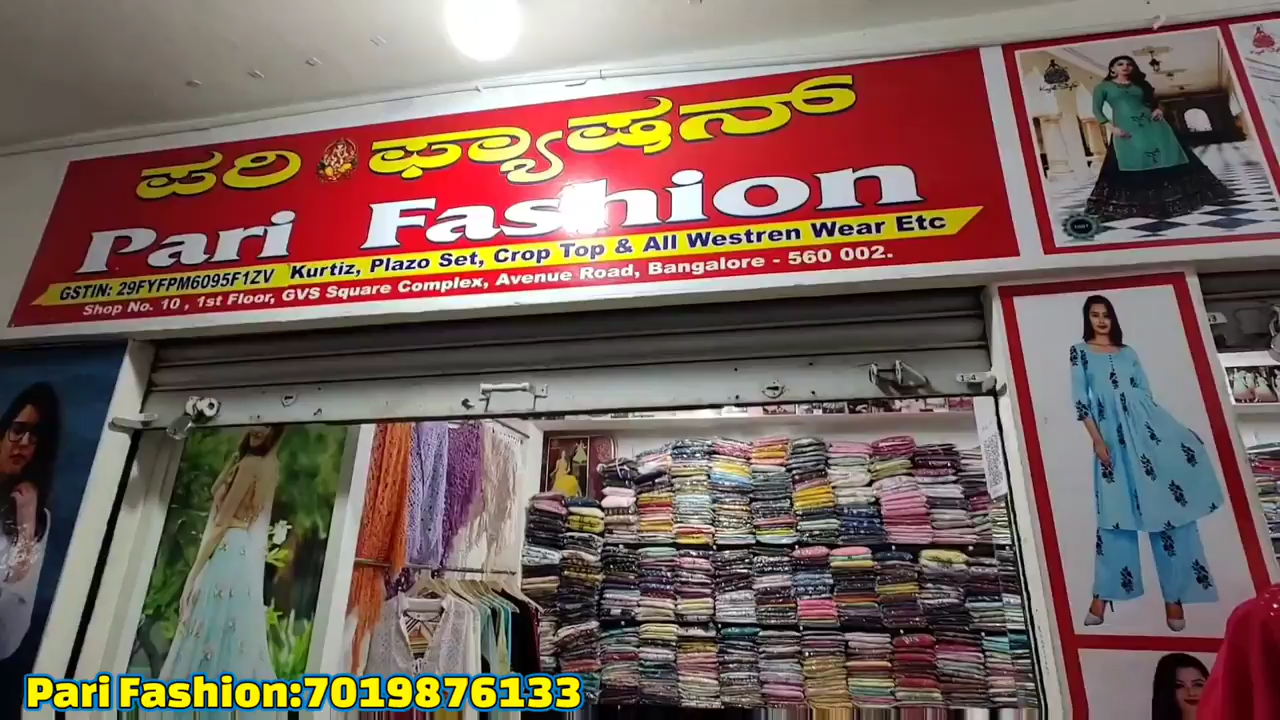 ಪರಿ ಫ್ಯಾಷನ್
Pari Fashion
GSTIN: 29FYFPM6095F1ZV Kurtiz, Plazo Set, Crop Top & All Westren Wear Etc
Shop No. 10 , 1st Floor, GVS Square Complex, Avenue Road, Bangalore - 560 002.
Pari Fashion:7019876133